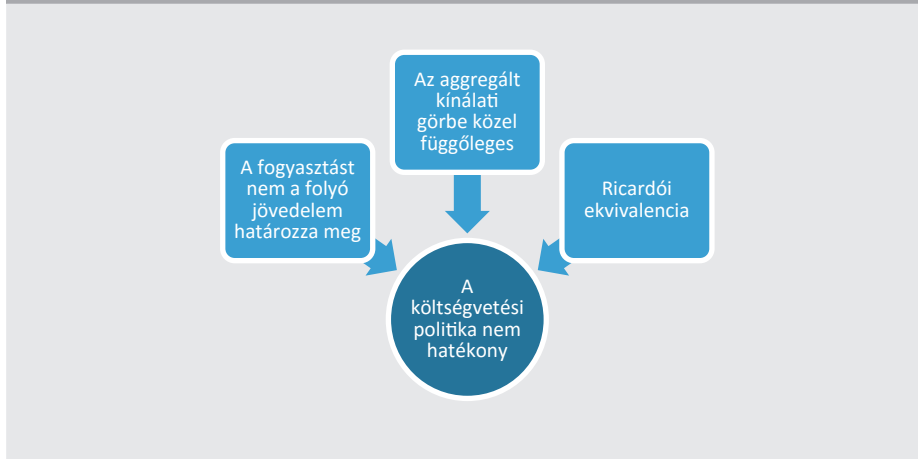 Az aggregált
kínálati
görbe közel
függőleges
A fogyasztást
nem a folyó
jövedelem
határozza meg
Ricardói
ekvivalencia
A
költségvetési
politika nem
hatékony